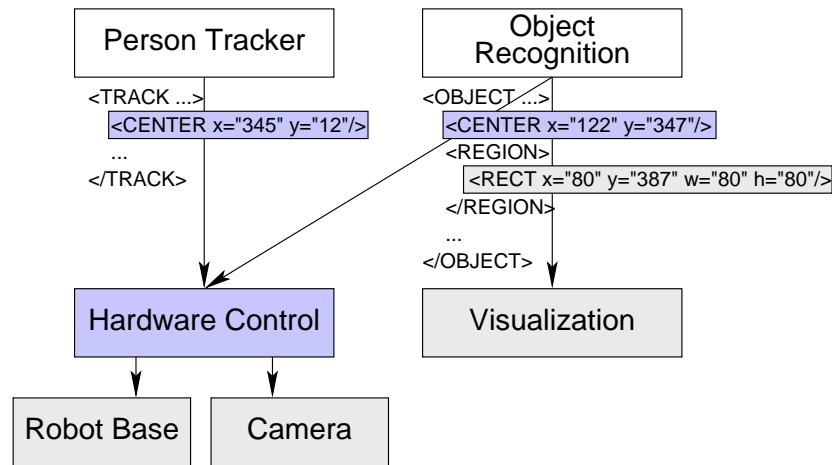 Person Tracker
<TRACK ...>
<CENTER x="345" y="12"/>
...
</TRACK>
Object
Recognition
<OBJECT ...>
<CENTER x="122" y="347"/>
<REGION>
<RECT x="80" y="387" w="80" h="80"/>
</REGION>
...
</OBJECT>
Hardware Control
Visualization
Robot Base
Camera